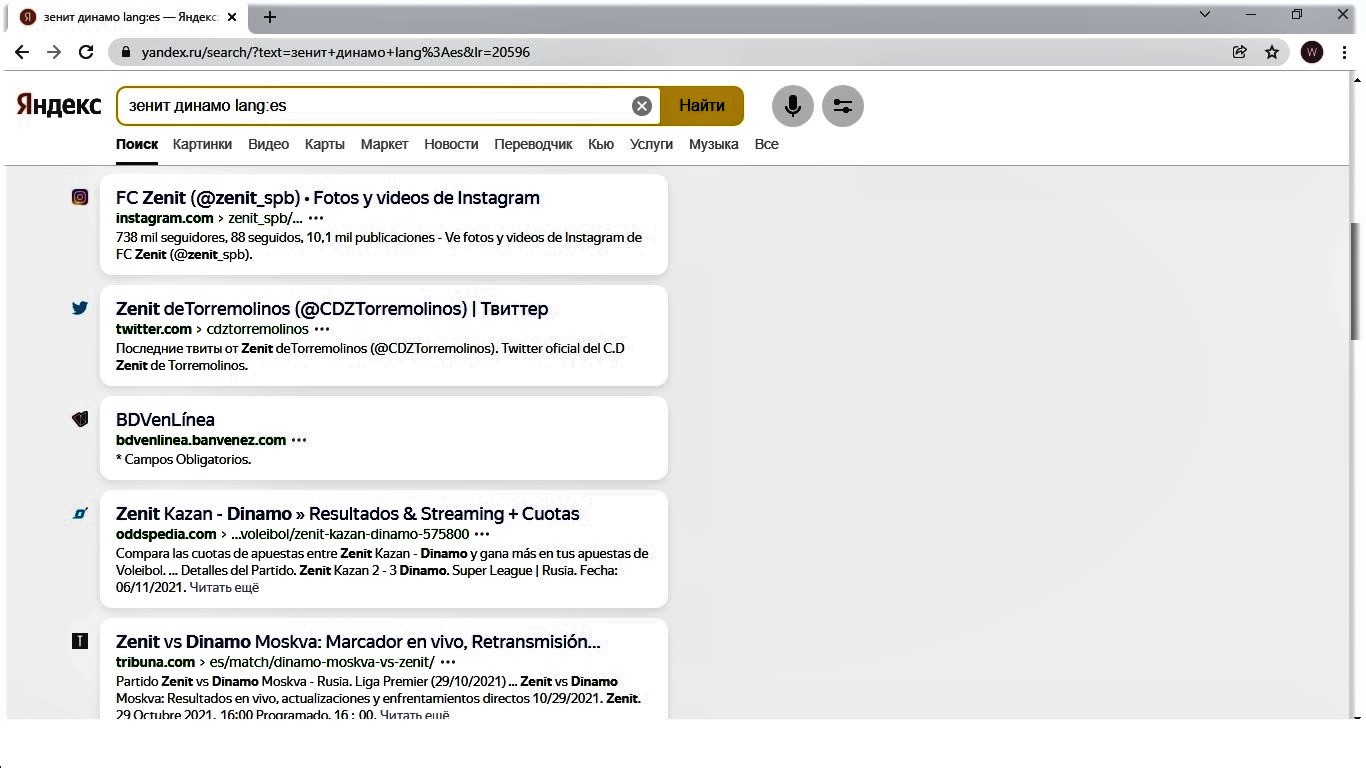 Я зенит динамо lang:es — Яндекс
yandex.ru/search/?text=зенит+динамо+lang%3Aes&lr=20596
W
Яндекс
зенит динамо lang:es
Найти
Поиск Картинки Видео Карты Маркет Новости Переводчик Кью Услуги Музыка Все
FC Zenit (@zenit_spb) • Fotos y videos de Instagram
instagram.com › zenit_spb/... •••
738 mil seguidores, 88 seguidos, 10,1 mil publicaciones - Ve fotos y videos de Instagram de
FC Zenit (@zenit_spb).
Zenit deTorremolinos (@CDZTorremolinos) | Твиттер
twitter.com › cdztorremolinos •••
Последние твиты от Zenit deTorremolinos (@CDZTorremolinos). Twitter oficial del C.D
Zenit de Torremolinos.
BDVenLínea
bdvenlinea.banvenez.com •••
* Campos Obligatorios.
Zenit Kazan - Dinamo » Resultados & Streaming + Cuotas
oddspedia.com › ...voleibol/zenit-kazan-dinamo-575800 •••
Compara las cuotas de apuestas entre Zenit Kazan - Dinamo y gana más en tus apuestas de
Voleibol. ... Detalles del Partido. Zenit Kazan 2 - 3 Dinamo. Super League | Rusia. Fecha:
06/11/2021. Читать ещё
T
Zenit vs Dinamo Moskva: Marcador en vivo, Retransmisión...
tribuna.com › es/match/dinamo-moskva-vs-zenit/ •••
Partido Zenit vs Dinamo Moskva - Rusia. Liga Premier (29/10/2021) ... Zenit vs Dinamo
Moskva: Resultados en vivo, actualizaciones y enfrentamientos directos 10/29/2021. Zenit.
29 Octubre 2021. 16:00 Programado. 16 : 00. Читать ещё